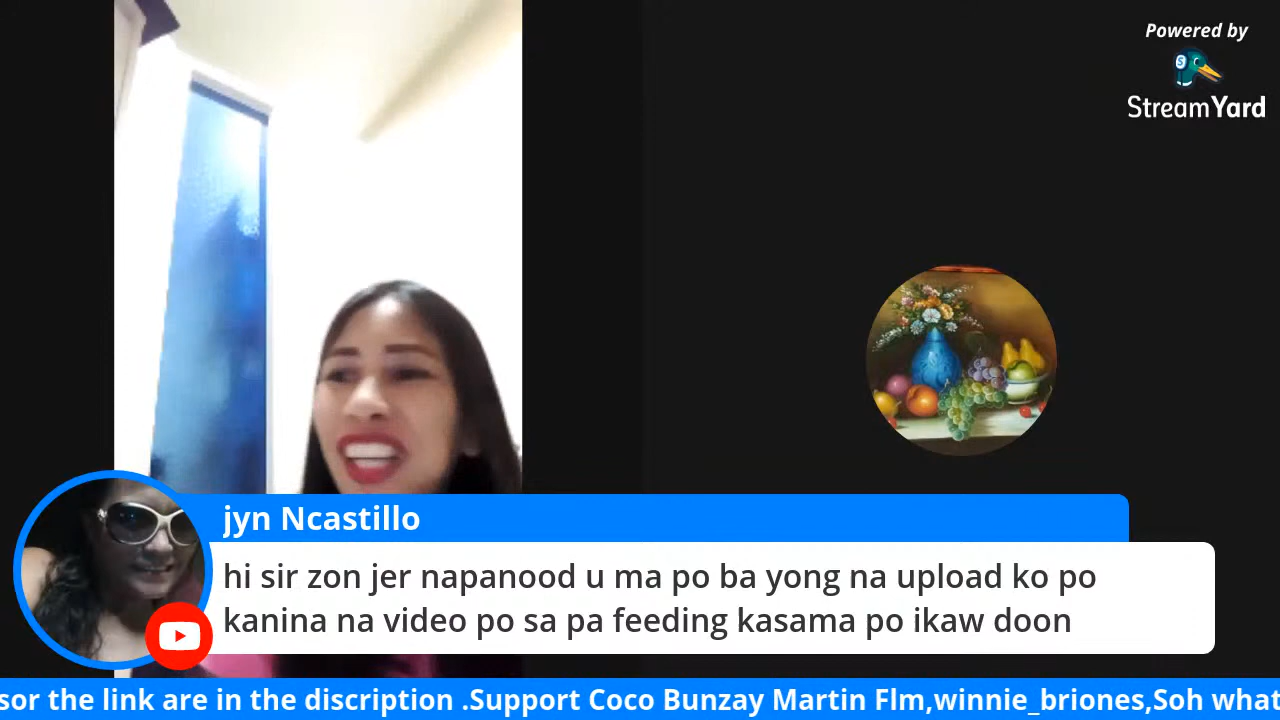 Powered by
StreamYard
jyn Ncastillo
hi sir zon jer napanood u ma po ba yong na upload ko po
kanina na video po sa pa feeding kasama po ikaw doon
sor the link are in the discription .Support Coco Bunzay Martin Flm,winnie_briones,Soh what